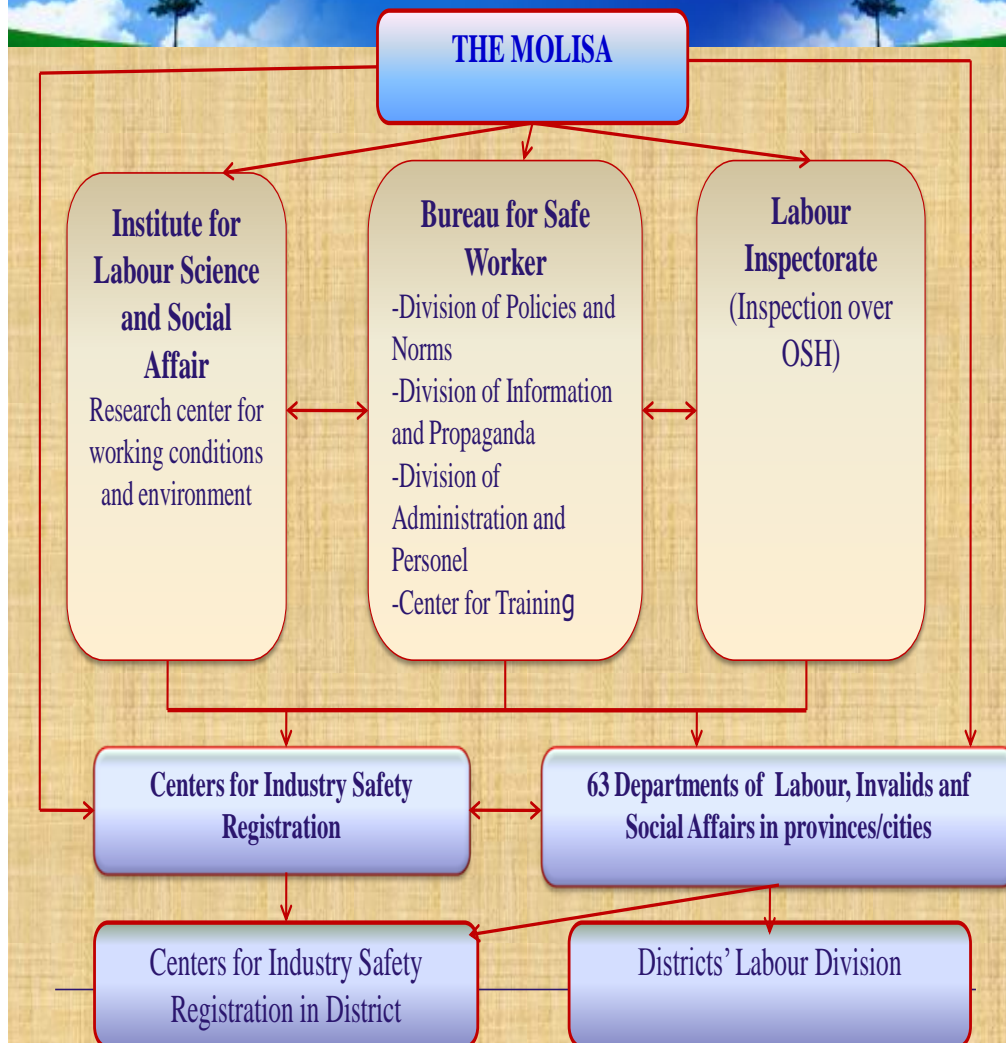 THE MOLISA
Institute for
Labour Science
and Social
Affair
Research center for
working conditions
and environment
Bureau for Safe
Worker
-Division of Policies and
Norms
-Division of Information
and Propaganda
-Division of
Administration and
Personel
-Center for Training
Labour
Inspectorate
(Inspection over
OSH)
Centers for Industry Safety
Registration
63 Departments of Labour, Invalids anf
Social Affairs in provinces/cities
Centers for Industry Safety
Registration in District
Districts’ Labour Division